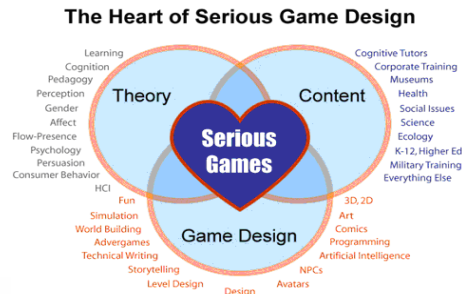 The Heart of Serious Game Design
Learning
Cognition
Pedagogy
Perception
Gender
Affect
Flow-Presence
Psychology
Persuasion
Consumer Behavior
HCI
Theory
Content
Cognitive Tutors
Corporate Training
Museums
Health
Social Issues
Science
Ecology
K-12, Higher Ed
Military Training
Everything Else
Serious
Games
Game Design
Fun
Simulation
World Building
Advergames
Technical Writing
Storytelling
Level Design
Design
Avatars
NPCs
Artificial Intelligence
Programming
Comics
Art
3D, 2D